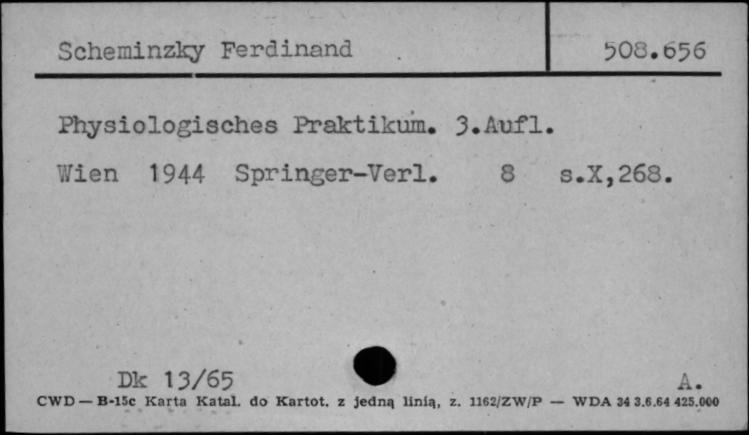 Scheminzky Ferdinand 508.656
Physiologisches Praktikum. 3.Aufl.
Wien 1944 Springer-Verl. 8 s.X,268.
Dk 13/65 A.
CWD — B-15c Karta Katal. do Kartot. z jedną linią, z. 1162/ZW/P — WDA 34 3.6.64 425.000